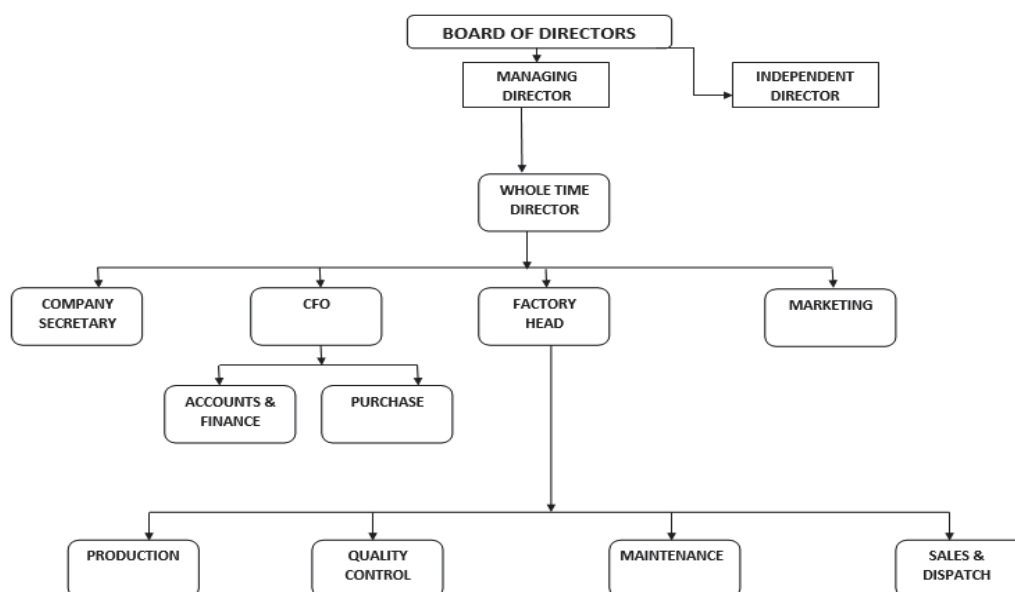 BOARD OF DIRECTORS
MANAGING
DIRECTOR
INDEPENDENT
DIRECTOR
WHOLE TIME
DIRECTOR
COMPANY
SECRETARY
CFO
FACTORY
HEAD
MARKETING
ACCOUNTS &
FINANCE
PURCHASE
PRODUCTION
QUALITY
CONTROL
MAINTENANCE
SALES &
DISPATCH